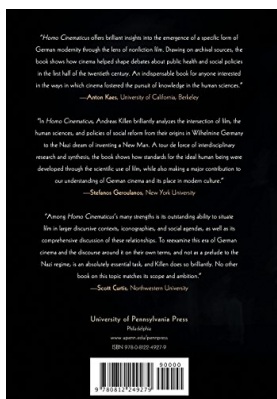 "Homo Cinematicus offers brilliant insights into the emergence of a specific form of
German modernity through the lens of nonfiction film. Drawing on archival sources, the
book shows how cinema helped shape debates about public health and social policies
in the first half of the twentieth century. An indispensable book for anyone interested
in the ways in which cinema fostered the pursuit of knowledge in the human sciences."
—Anton Kaes, University of California, Berkeley
"In Homo Cinematicus, Andreas Killen brilliantly analyzes the intersection of film, the
human sciences, and policies of social reform from their origins in Wilhelmine Germany
to the Nazi dream of inventing a New Man. A tour de force of interdisciplinary
research and synthesis, the book shows how standards for the ideal human being were
developed through the scientific use of film, while also making a major contribution to
our understanding of German cinema and its place in modern culture."
—Stefanos Geroulanos, New York University
"Among Homo Cinematicus's many strengths is its outstanding ability to situate
film in larger discursive contexts, iconographies, and social agendas, as well as its
comprehensive discussion of these relationships. To reexamine this era of German
cinema and the discourse around it on their own terms, and not as a prelude to the
Nazi regime, is an absolutely essential task, and Killen does so brilliantly. No other
book on this topic matches its scope and ambition."
—Scott Curtis, Northwestern University
University of Pennsylvania Press
Philadelphia
www.upenn.edu/pennpress
ISBN 978-0-8122-4927-9
90000
9 780812 249279